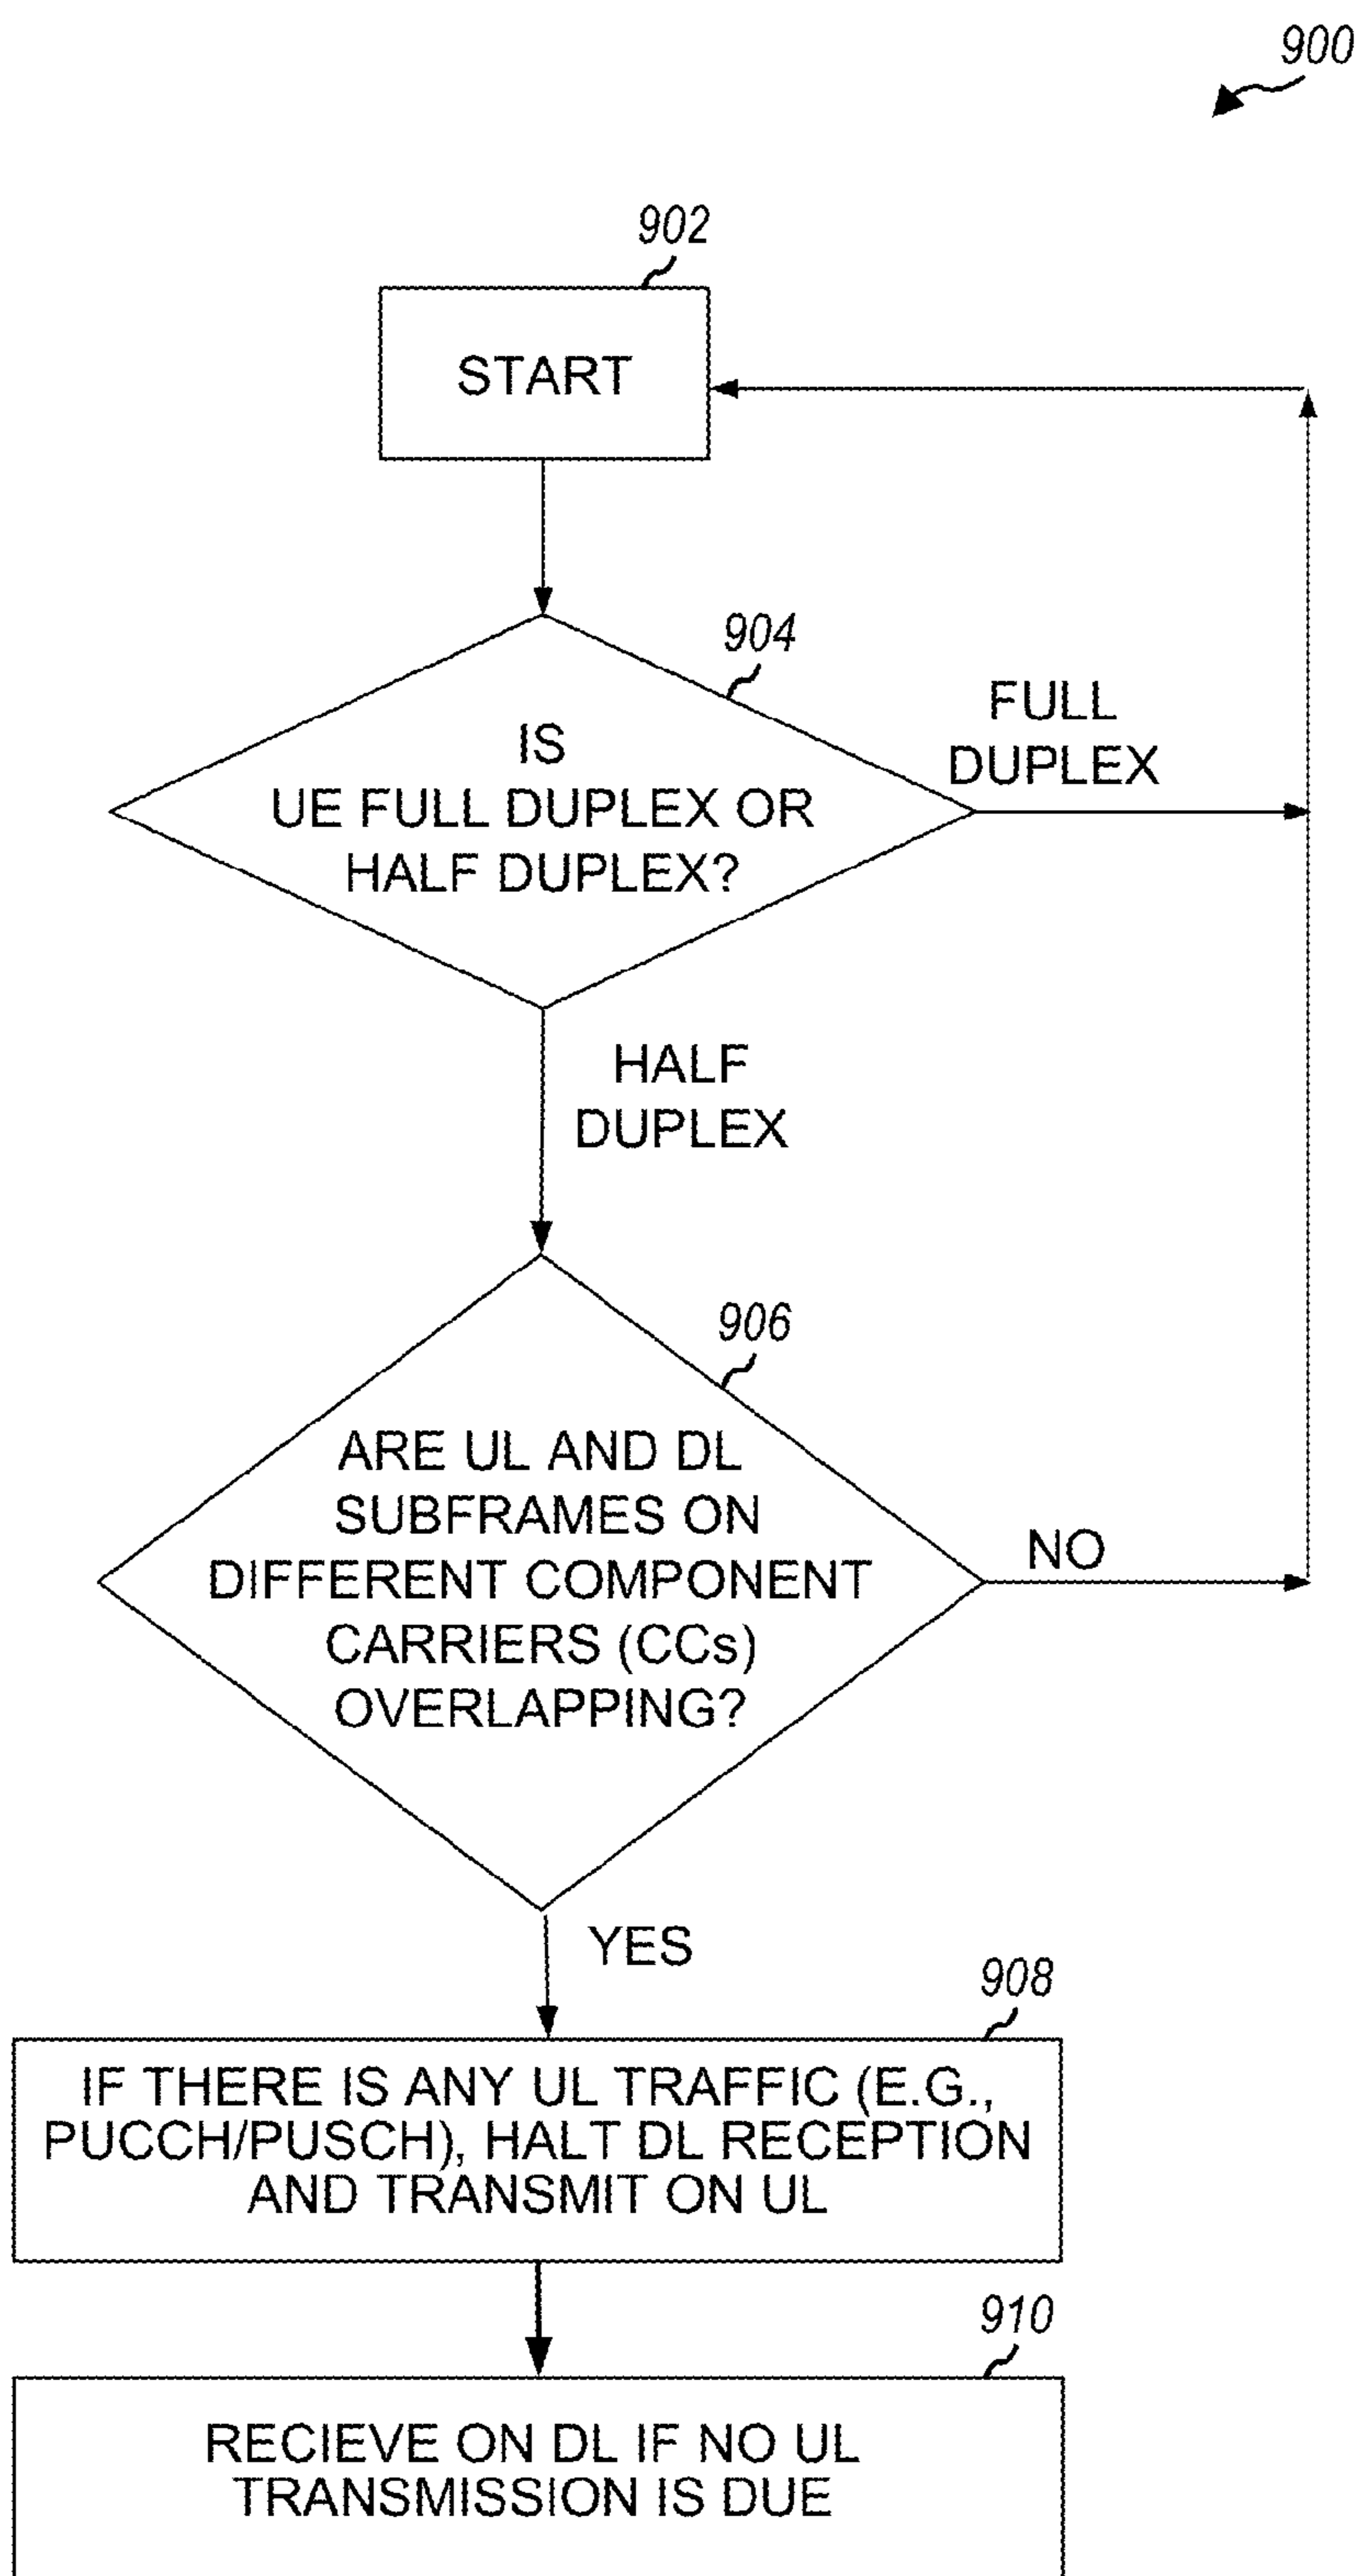 900
902
START
904
IS
UE FULL DUPLEX OR
HALF DUPLEX?
FULL
DUPLEX
HALF
DUPLEX
906
ARE UL AND DL
SUBFRAMES ON
DIFFERENT COMPONENT
CARRIERS (CCs)
OVERLAPPING?
NO
YES
908
IF THERE IS ANY UL TRAFFIC (E.G.,
PUCCH/PUSCH), HALT DL RECEPTION
AND TRANSMIT ON UL
910
RECIEVE ON DL IF NO UL
TRANSMISSION IS DUE